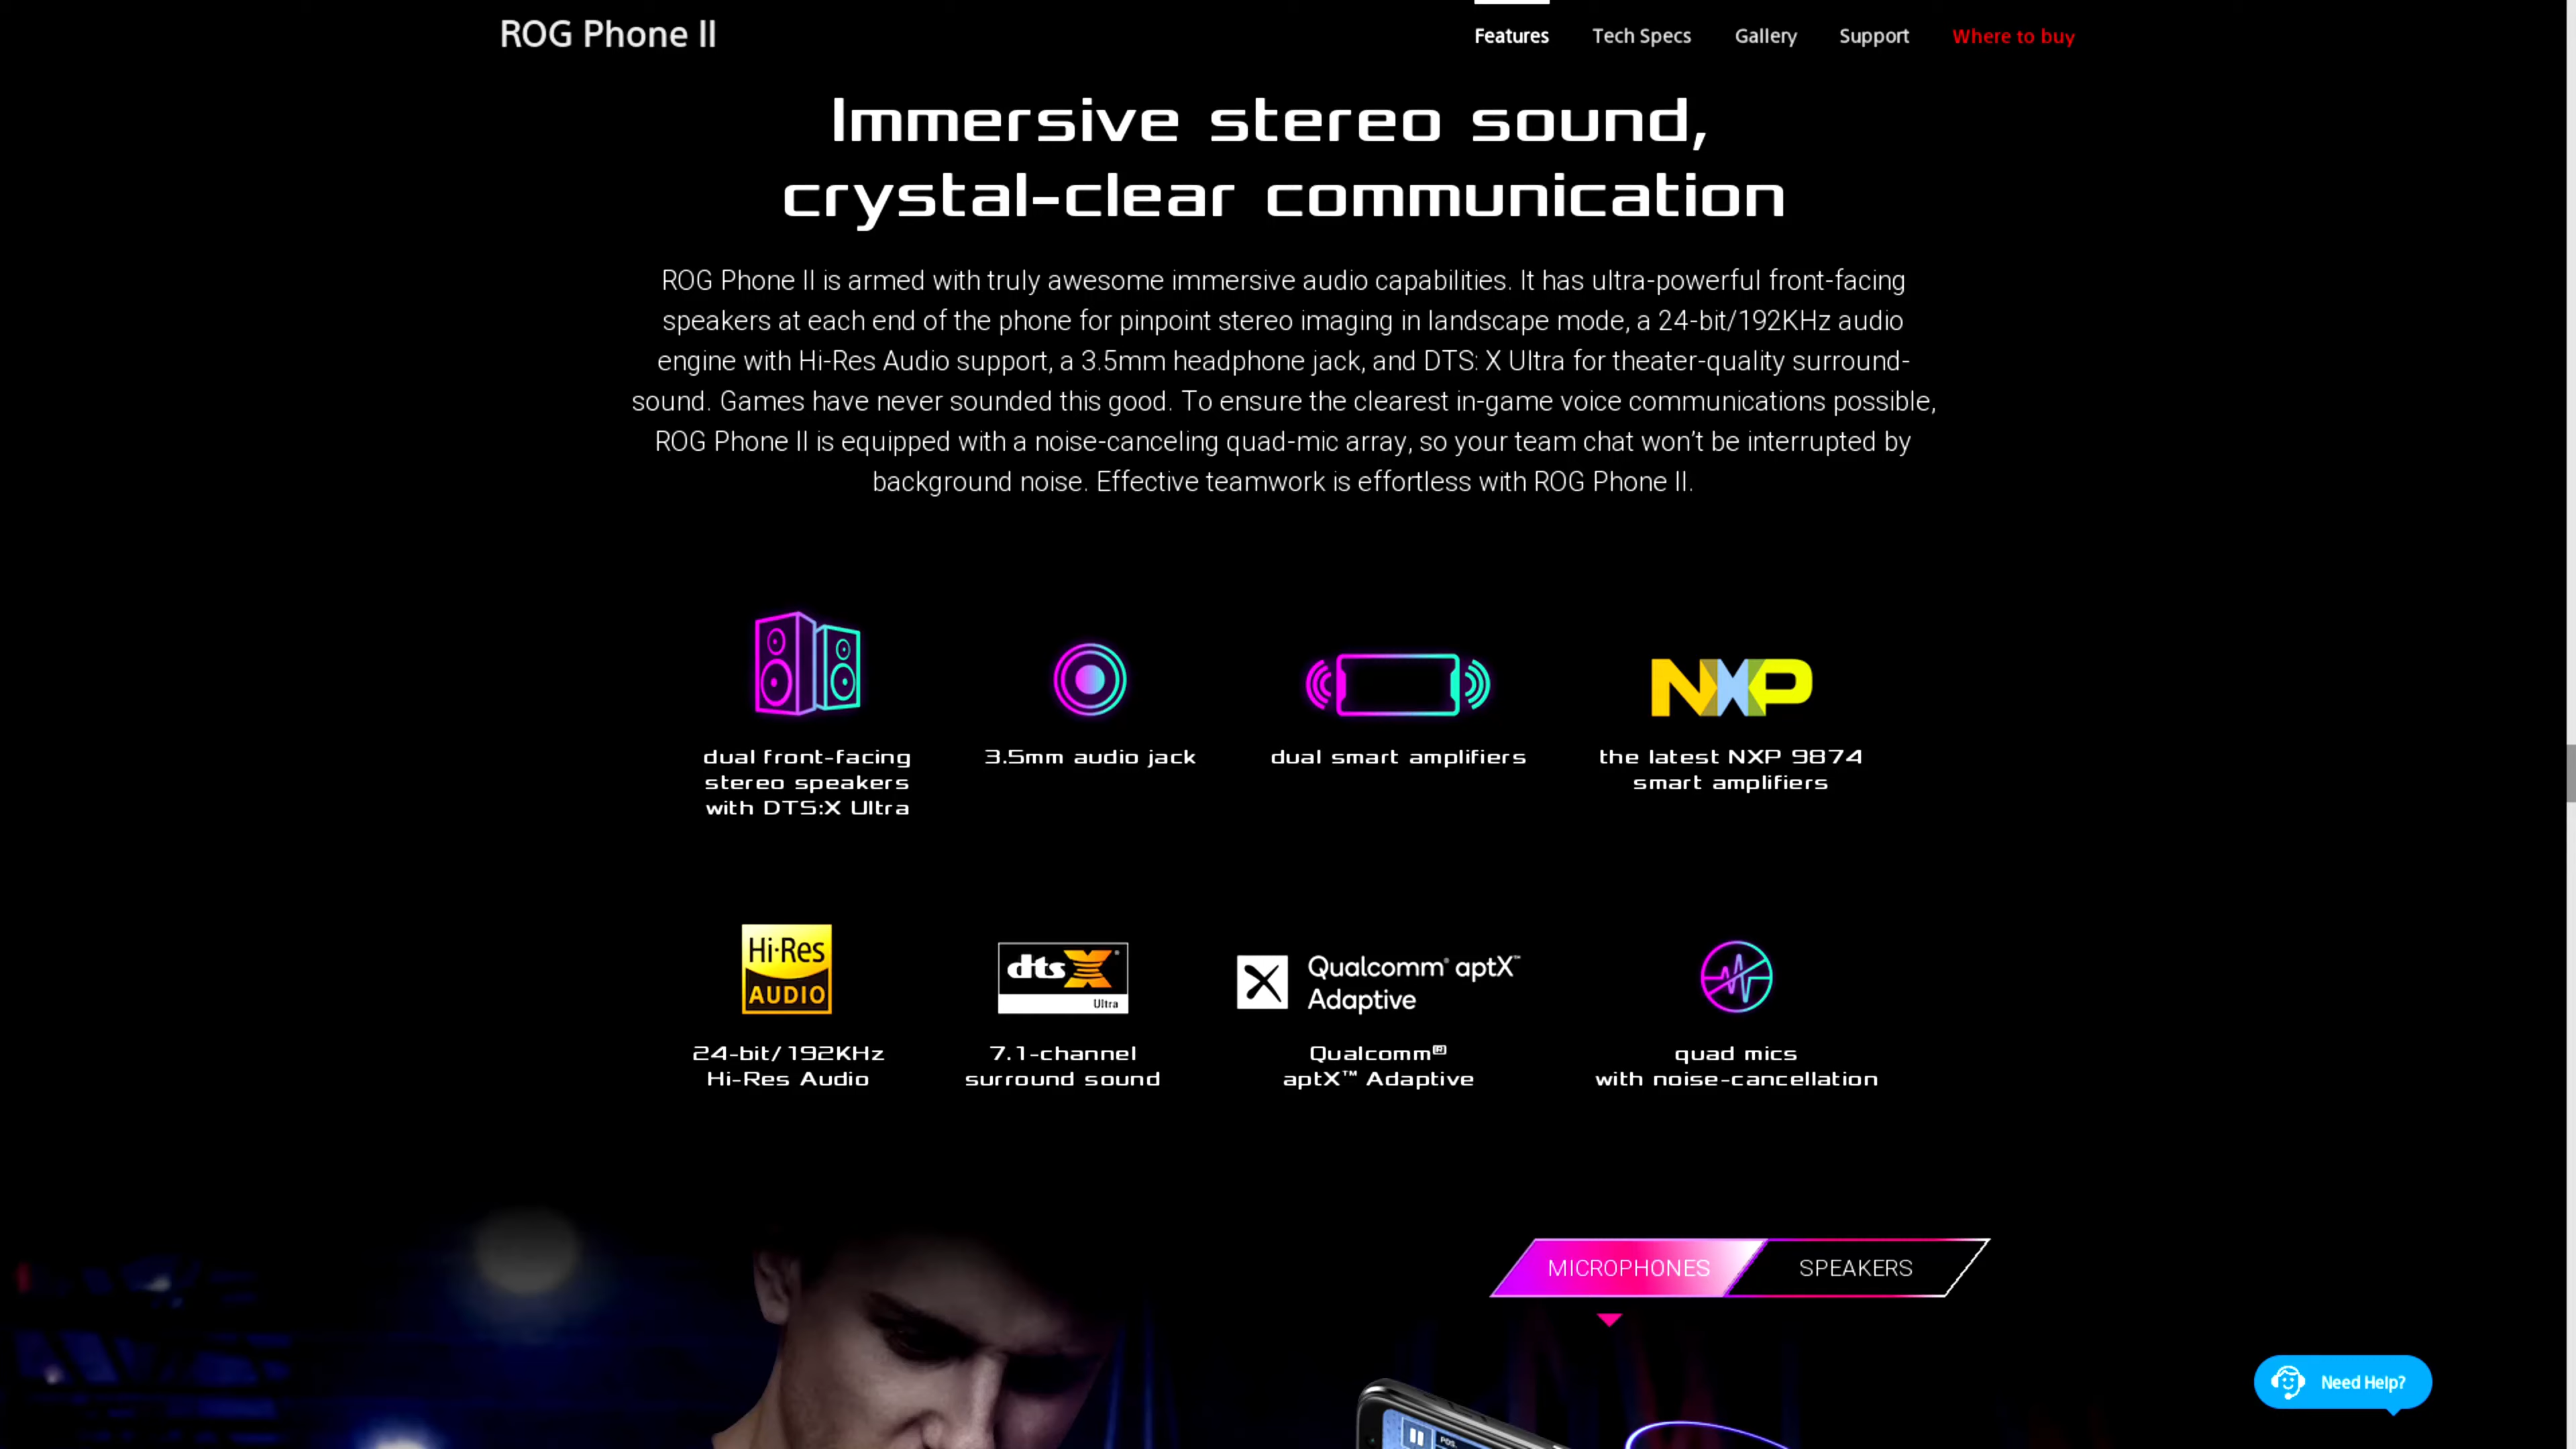 ROG Phone II
Features
Tech Specs
Gallery
Support
Where to buy
Immersive stereo sound,
crystal-clear communication
ROG Phone II is armed with truly awesome immersive audio capabilities. It has ultra-powerful front-facing
speakers at each end of the phone for pinpoint stereo imaging in landscape mode, a 24-bit/192KHz audio
engine with Hi-Res Audio support, a 3.5mm headphone jack, and DTS: X Ultra for theater-quality surround-
sound. Games have never sounded this good. To ensure the clearest in-game voice communications possible,
ROG Phone II is equipped with a noise-canceling quad-mic array, so your team chat won’t be interrupted by
background noise. Effective teamwork is effortless with ROG Phone II.
NXP
dual front-facing
stereo speakers
with DTS:X Ultra
3.5mm audio jack
dual smart amplifiers
the latest NXP 9874
smart amplifiers
Hi·Res
AUDIO
dts X®
Ultra
Qualcomm® aptX™
Adaptive
24-bit/192KHz
Hi-Res Audio
7.1-channel
surround sound
Qualcomm®
aptX™ Adaptive
quad mics
with noise-cancellation
MICROPHONES
SPEAKERS
POS.
Need Help?